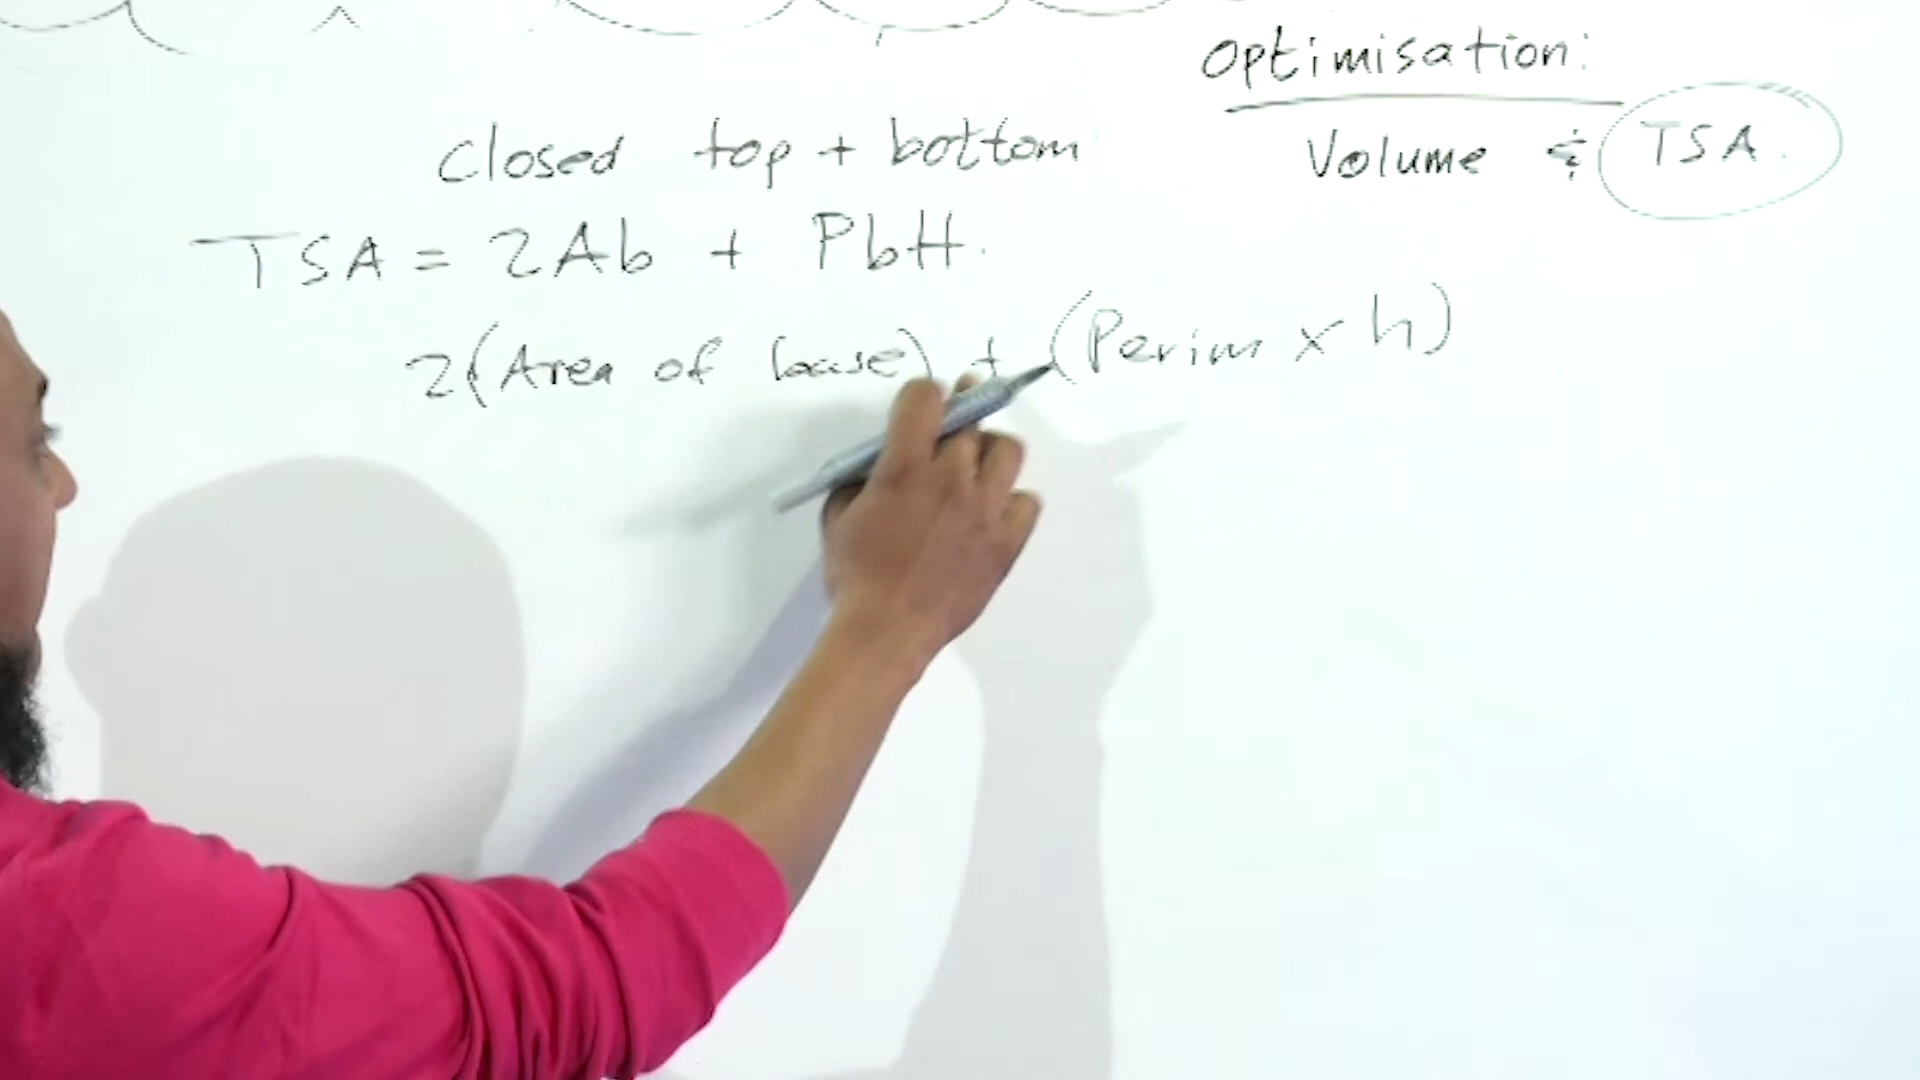 Optimisation:
Volume & TSA.
closed top + bottom
TSA = 2Ab + PbH.
2(Area of base) + (Perim x h)